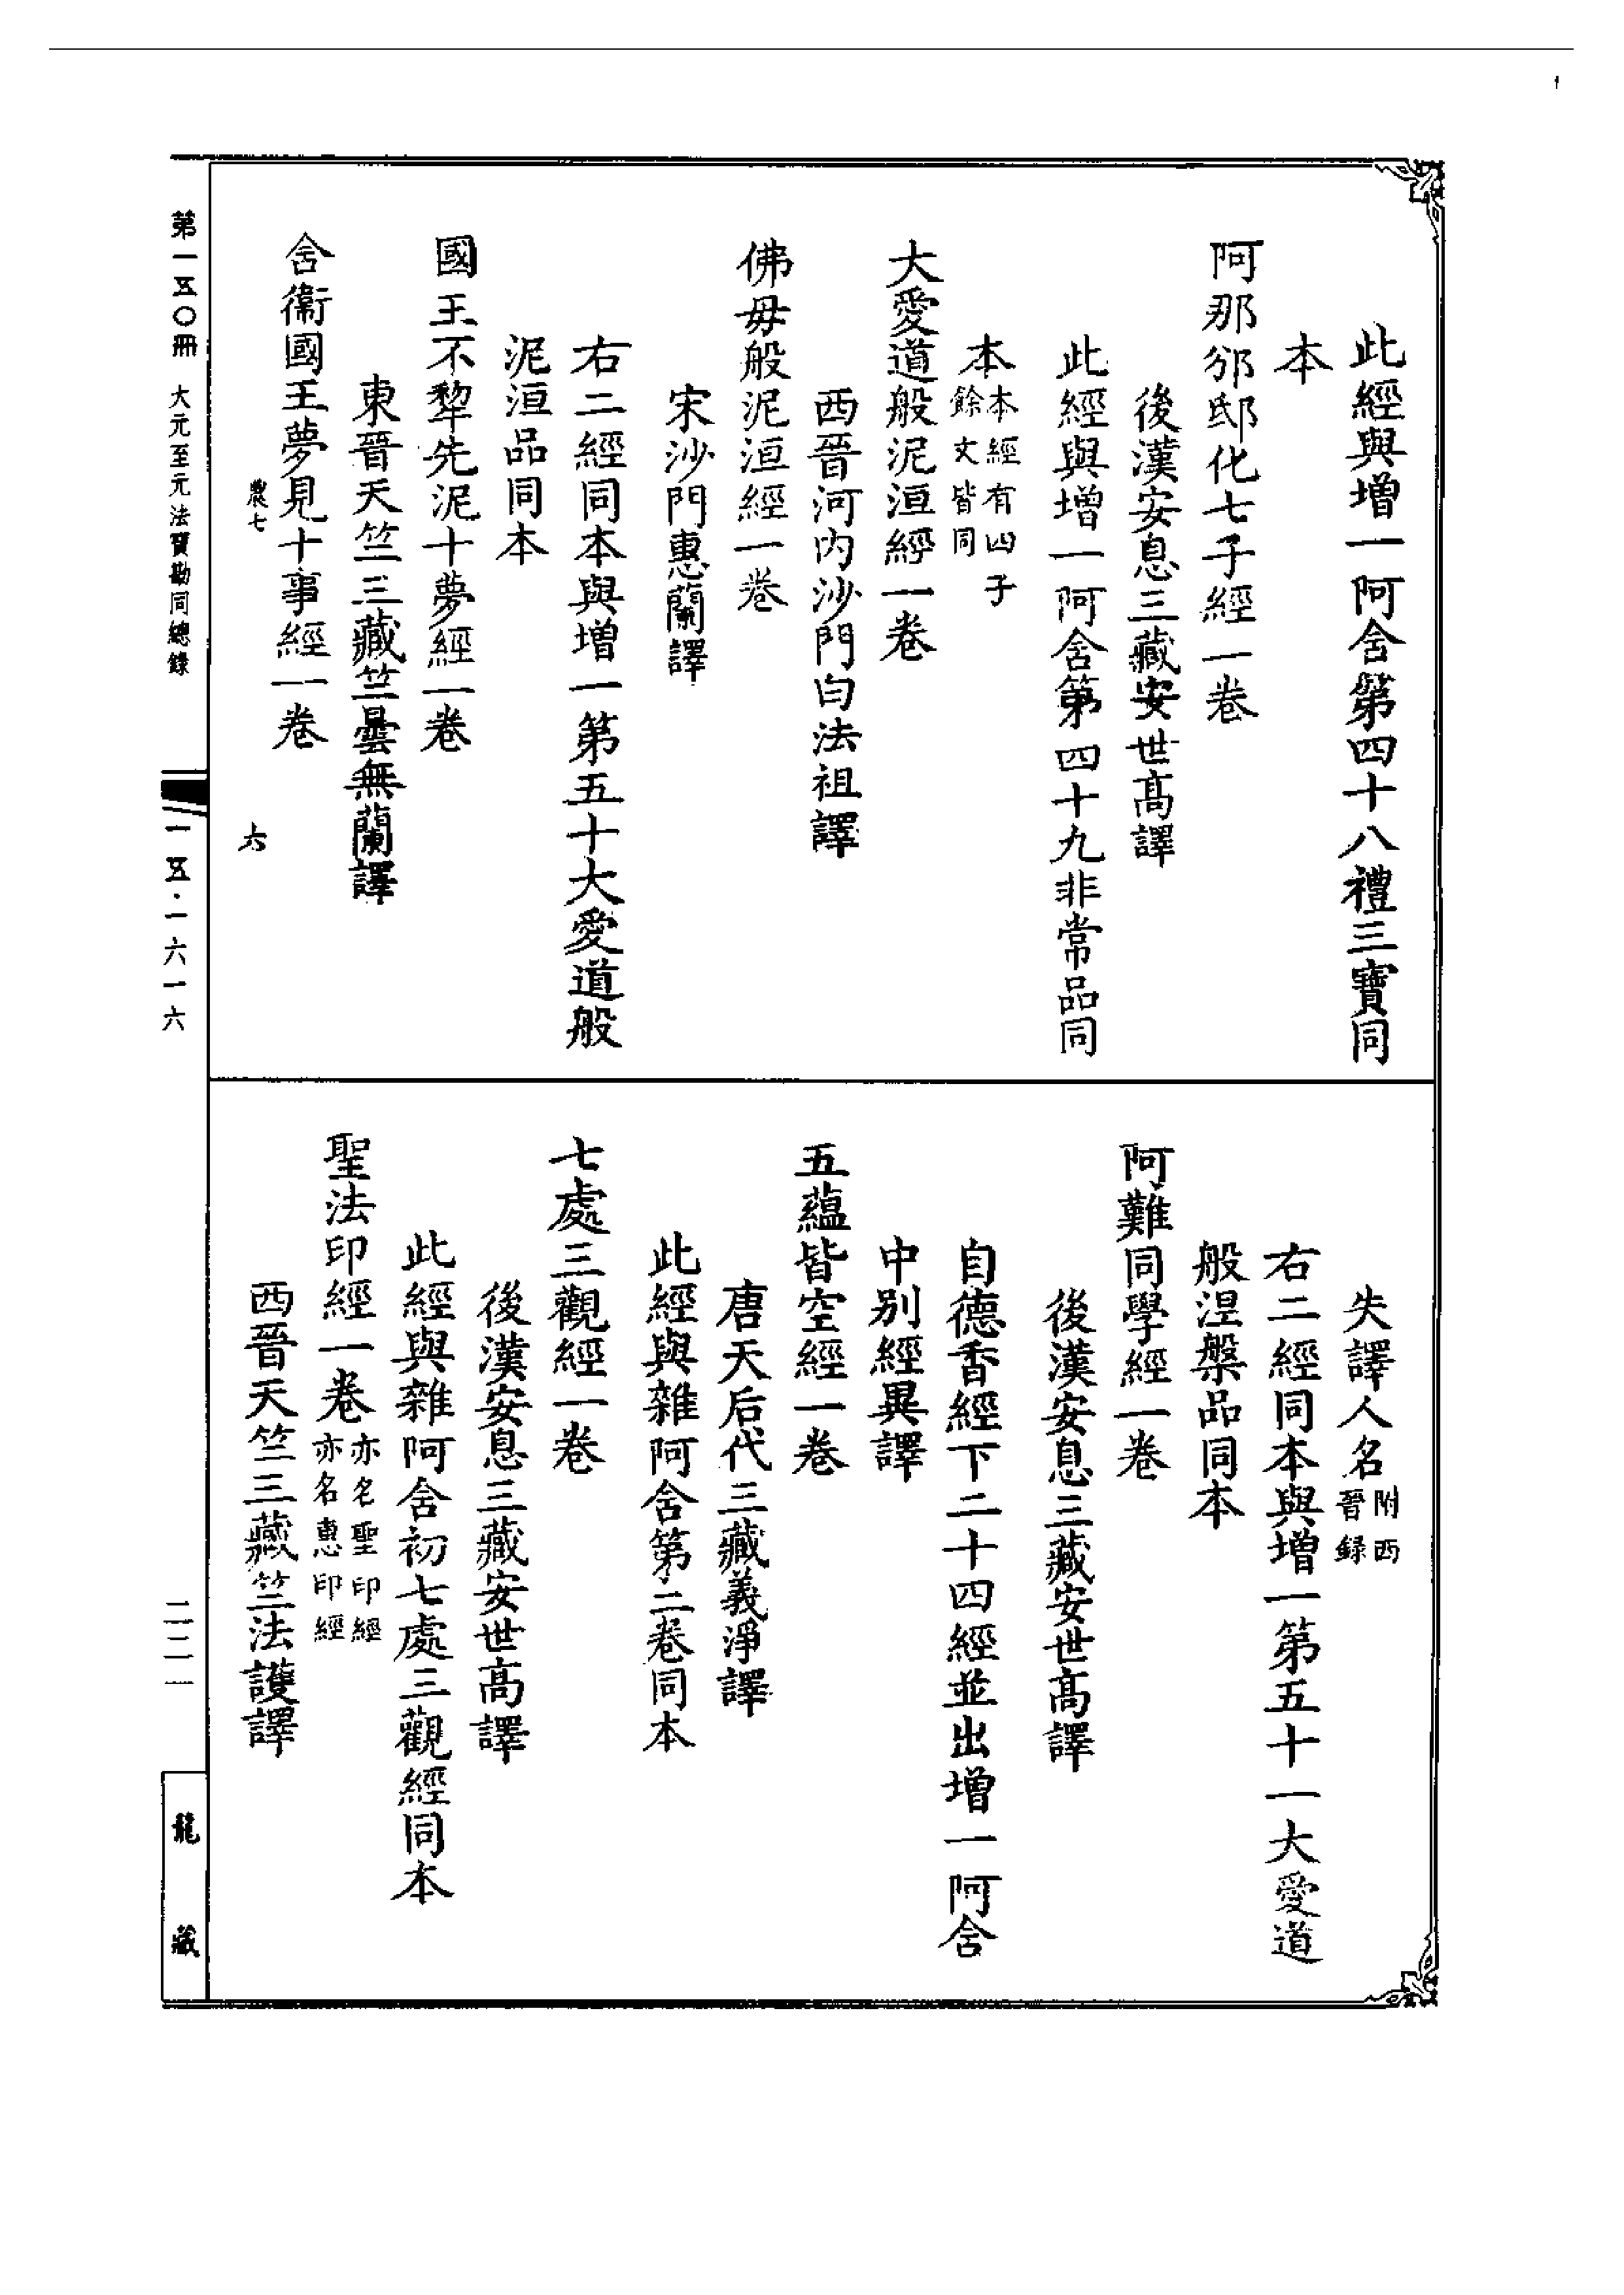 此經與增一阿含第四十八禮三寶同
本
阿那邠邸化七子經一卷
後漢安息三藏安世高譯
此經與增一阿含第四十九非常品同
本本經有四子餘文皆同
大愛道般泥洹經一卷
西晉河內沙門白法祖譯
佛母般泥洹經一卷
宋沙門惠蘭譯
右二經同本與增一第五十大愛道般
泥洹品同本
國王不犂先泥十夢經一卷
東晉天竺三藏竺曇無蘭譯
舍衛國王夢見十事經一卷
農七
六
失譯人名附西晉録
右二經同本與增一第五十一大愛道
般涅槃品同本
阿難同學經一卷
後漢安息三藏安世高譯
自德香經下二十四經並出增一阿含
中別經異譯
五蘊皆空經一卷
唐天后代三藏義淨譯
此經與雜阿含第二卷同本
七處三觀經一卷
後漢安息三藏安世高譯
此經與雜阿含初七處三觀經同本
聖法印經一卷亦名聖印經亦名惠印經
西晉天竺三藏竺法護譯
第一五〇冊 大元至元法寶勘同總錄
一五·一六一六
二二一
龍藏